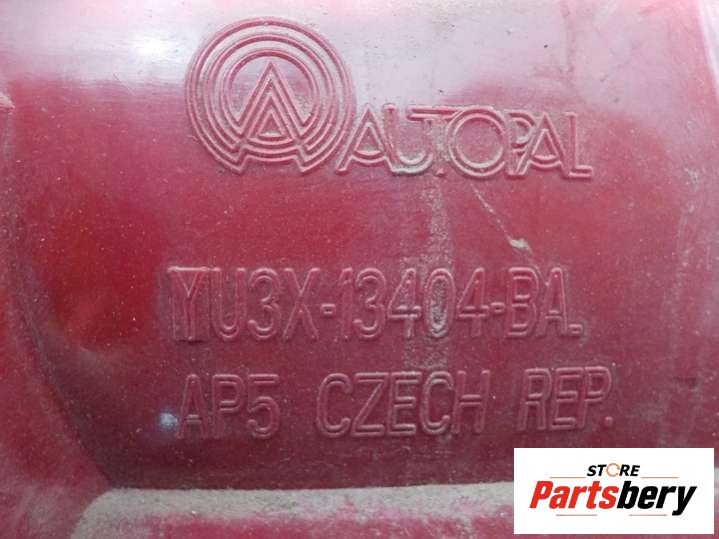 AUTOPAL
YU3X-13404-BA.
AP5 CZECH REP.
STORE
Partsbery